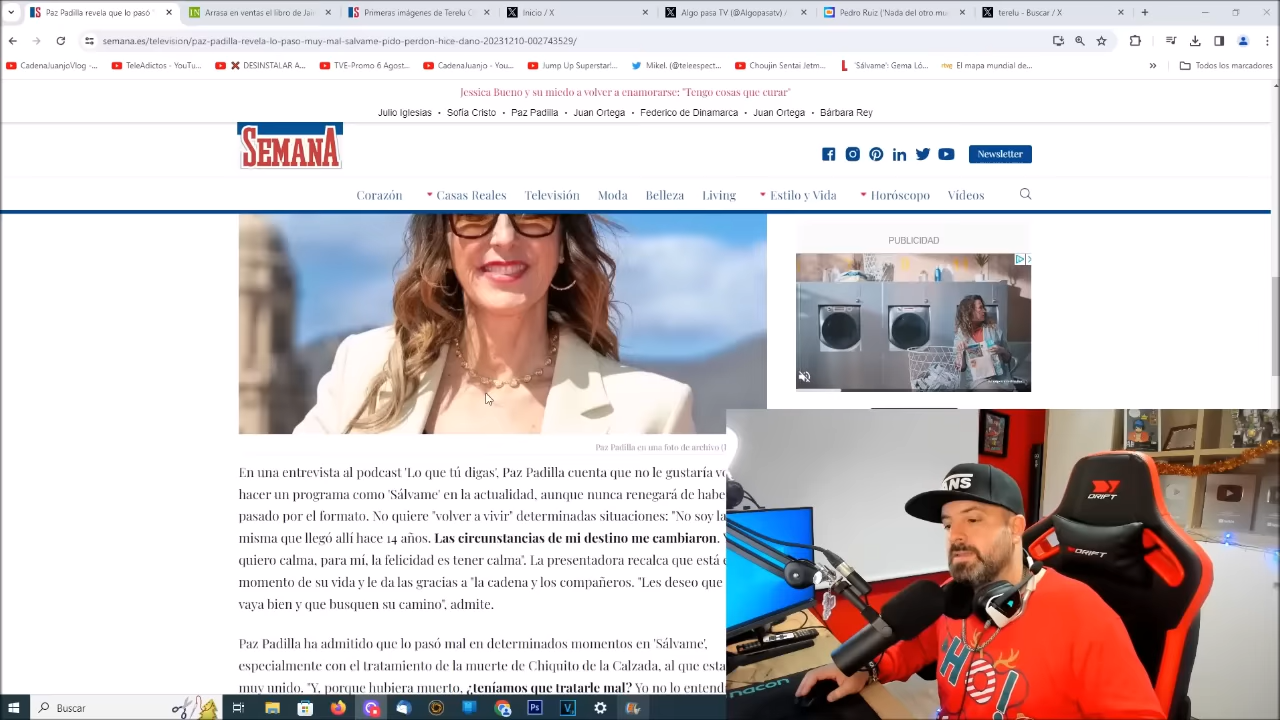 Paz Padilla revela que lo pasó
Arrasa en ventas el libro de Jai
Primeras imágenes de Terelu C
Inicio / X
Algo pasa TV (@Algopasatv) /
Pedro Ruiz ('Nada del otro mu
terelu - Buscar / X
semana.es/television/paz-padilla-revela-lo-paso-muy-mal-salvame-pido-perdon-hice-dano-20231210-002743529/
CadenaJuanjoVlog -...
TeleAdictos - YouTu...
DESINSTALAR A...
TVE-Promo 6 Agost...
CadenaJuanjo - You...
Jump Up Superstar!...
Mikel. (@teleespect...
Choujin Sentai Jetm...
'Sálvame': Gema Ló...
rtve El mapa mundial de...
Todos los marcadores
Jessica Bueno y su miedo a volver a enamorarse: "Tengo cosas que curar"
Julio Iglesias • Sofía Cristo • Paz Padilla • Juan Ortega • Federico de Dinamarca • Juan Ortega • Bárbara Rey
SEMANA
Newsletter
Corazón Casas Reales Televisión Moda Belleza Living Estilo y Vida Horóscopo Vídeos
PUBLICIDAD
Paz Padilla en una foto de archivo
En una entrevista al podcast 'Lo que tú digas', Paz Padilla cuenta que no le gustaría
hacer un programa como 'Sálvame' en la actualidad, aunque nunca renegará de habe
pasado por el formato. No quiere "volver a vivir" determinadas situaciones: "No soy la
misma que llegó allí hace 14 años. Las circunstancias de mi destino me cambiaron.
quiero calma, para mí, la felicidad es tener calma". La presentadora recalca que está
momento de su vida y le da las gracias a "la cadena y los compañeros. "Les deseo que
vaya bien y que busquen su camino", admite.
Paz Padilla ha admitido que lo pasó mal en determinados momentos en 'Sálvame',
especialmente con el tratamiento de la muerte de Chiquito de la Calzada, al que esta
muy unido. "Y, porque hubiera muerto, ¿teníamos que tratarle mal? Yo no lo entend
VANS
DRIFT
DRIFT
HO!
nacon
Buscar